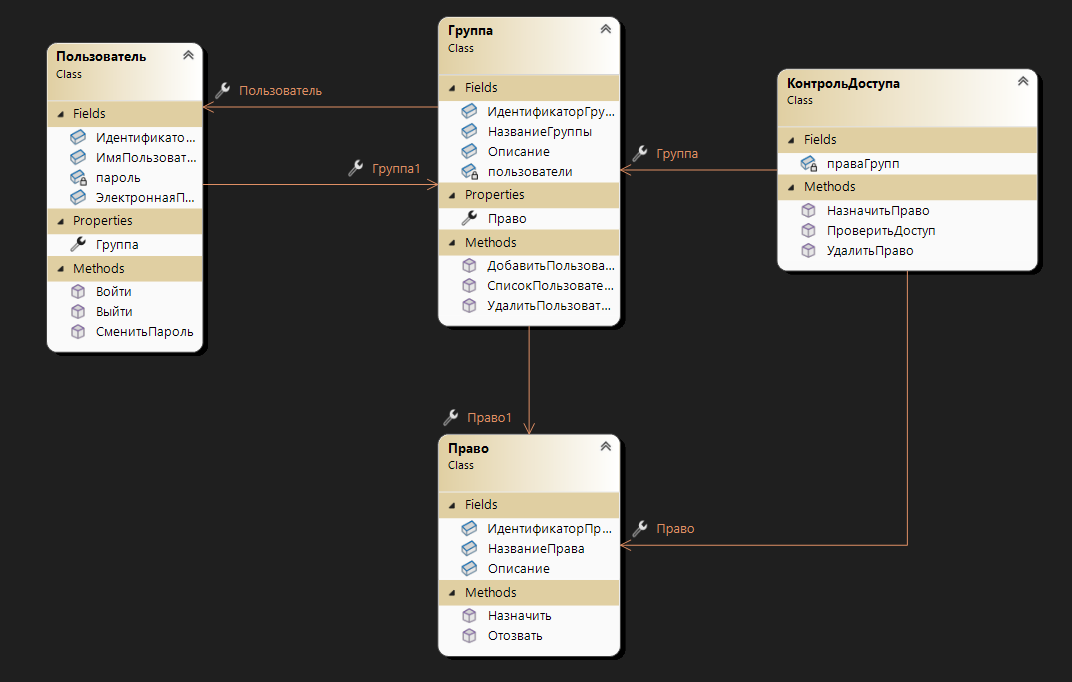 Пользователь
Class
Fields
Идентификато...
ИмяПользоват...
пароль
ЭлектроннаяП...
Properties
Группа
Methods
Войти
Выйти
СменитьПароль
Пользователь
Группа1
Группа
Class
Fields
ИдентификаторГру...
НазваниеГруппы
Описание
пользователи
Properties
Право
Methods
ДобавитьПользова...
СписокПользовате...
УдалитьПользоват...
Группа
КонтрольДоступа
Class
Fields
праваГрупп
Methods
НазначитьПраво
ПроверитьДоступ
УдалитьПраво
Право1
Право
Class
Fields
ИдентификаторПр...
НазваниеПрава
Описание
Methods
Назначить
Отозвать
Право